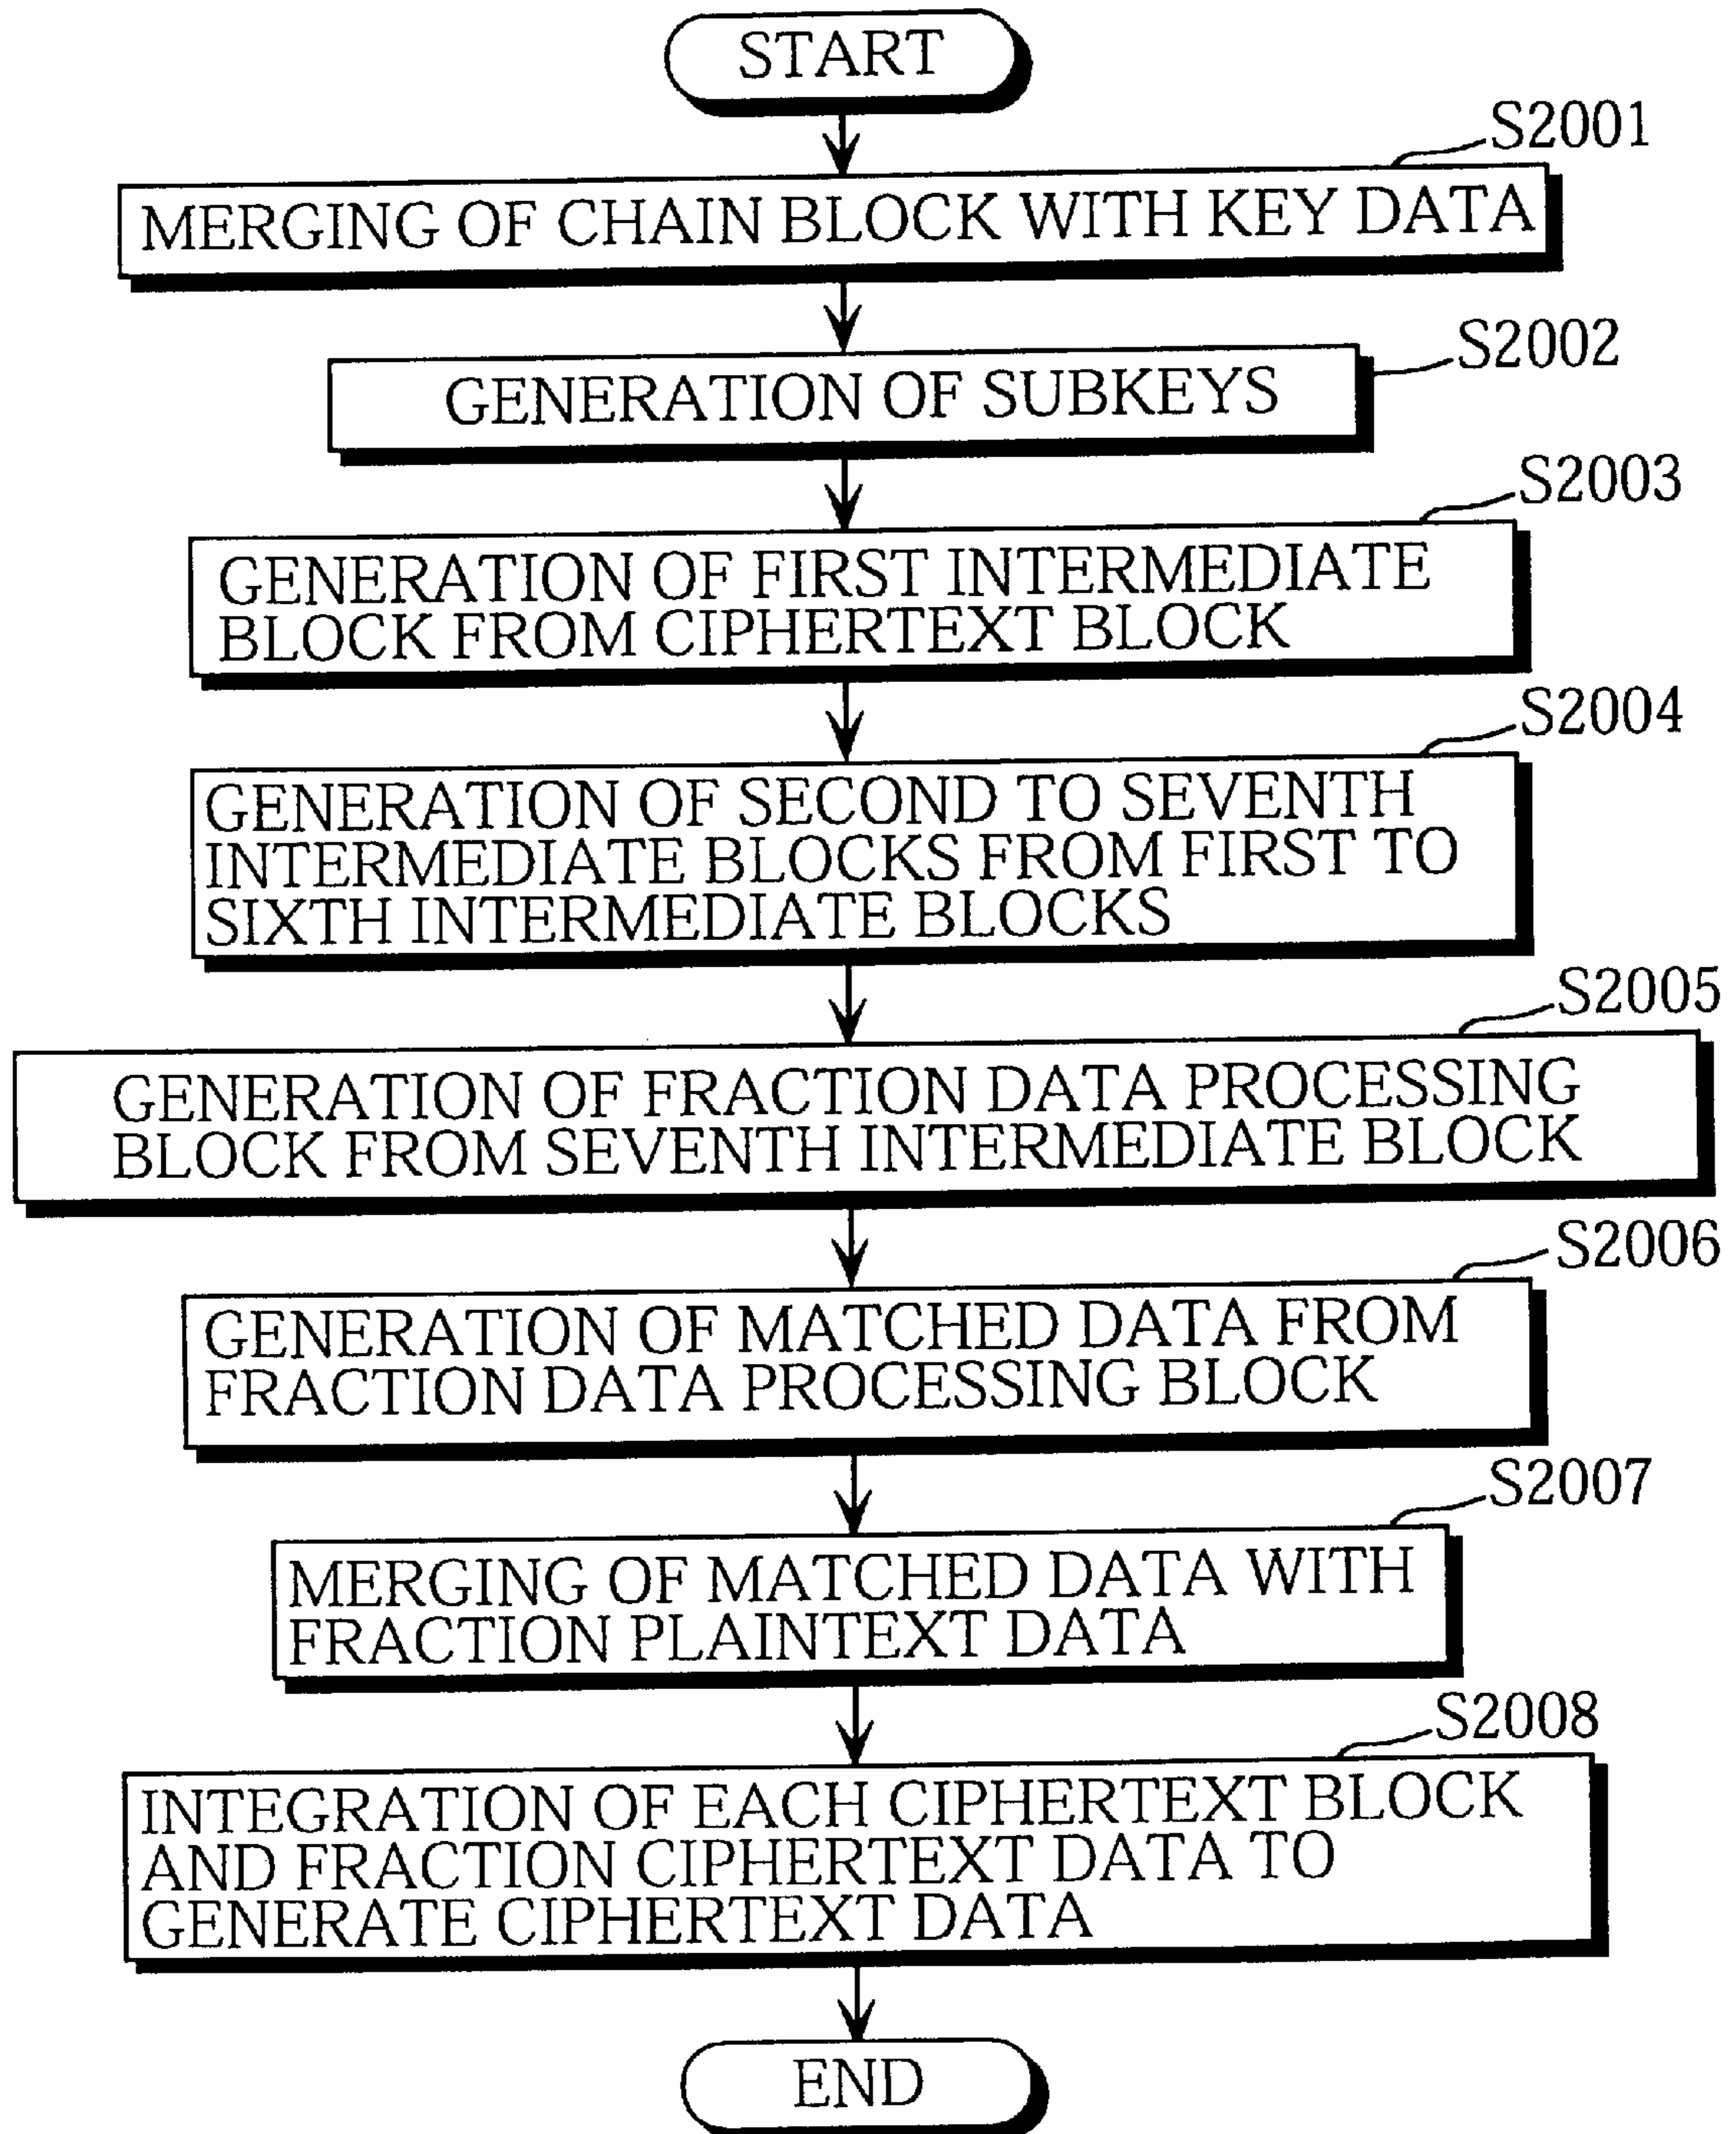 START
S2001
MERGING OF CHAIN BLOCK WITH KEY DATA
S2002
GENERATION OF SUBKEYS
S2003
GENERATION OF FIRST INTERMEDIATE
BLOCK FROM CIPHERTEXT BLOCK
S2004
GENERATION OF SECOND TO SEVENTH
INTERMEDIATE BLOCKS FROM FIRST TO
SIXTH INTERMEDIATE BLOCKS
S2005
GENERATION OF FRACTION DATA PROCESSING
BLOCK FROM SEVENTH INTERMEDIATE BLOCK
S2006
GENERATION OF MATCHED DATA FROM
FRACTION DATA PROCESSING BLOCK
S2007
MERGING OF MATCHED DATA WITH
FRACTION PLAINTEXT DATA
S2008
INTEGRATION OF EACH CIPHERTEXT BLOCK
AND FRACTION CIPHERTEXT DATA TO
GENERATE CIPHERTEXT DATA
END